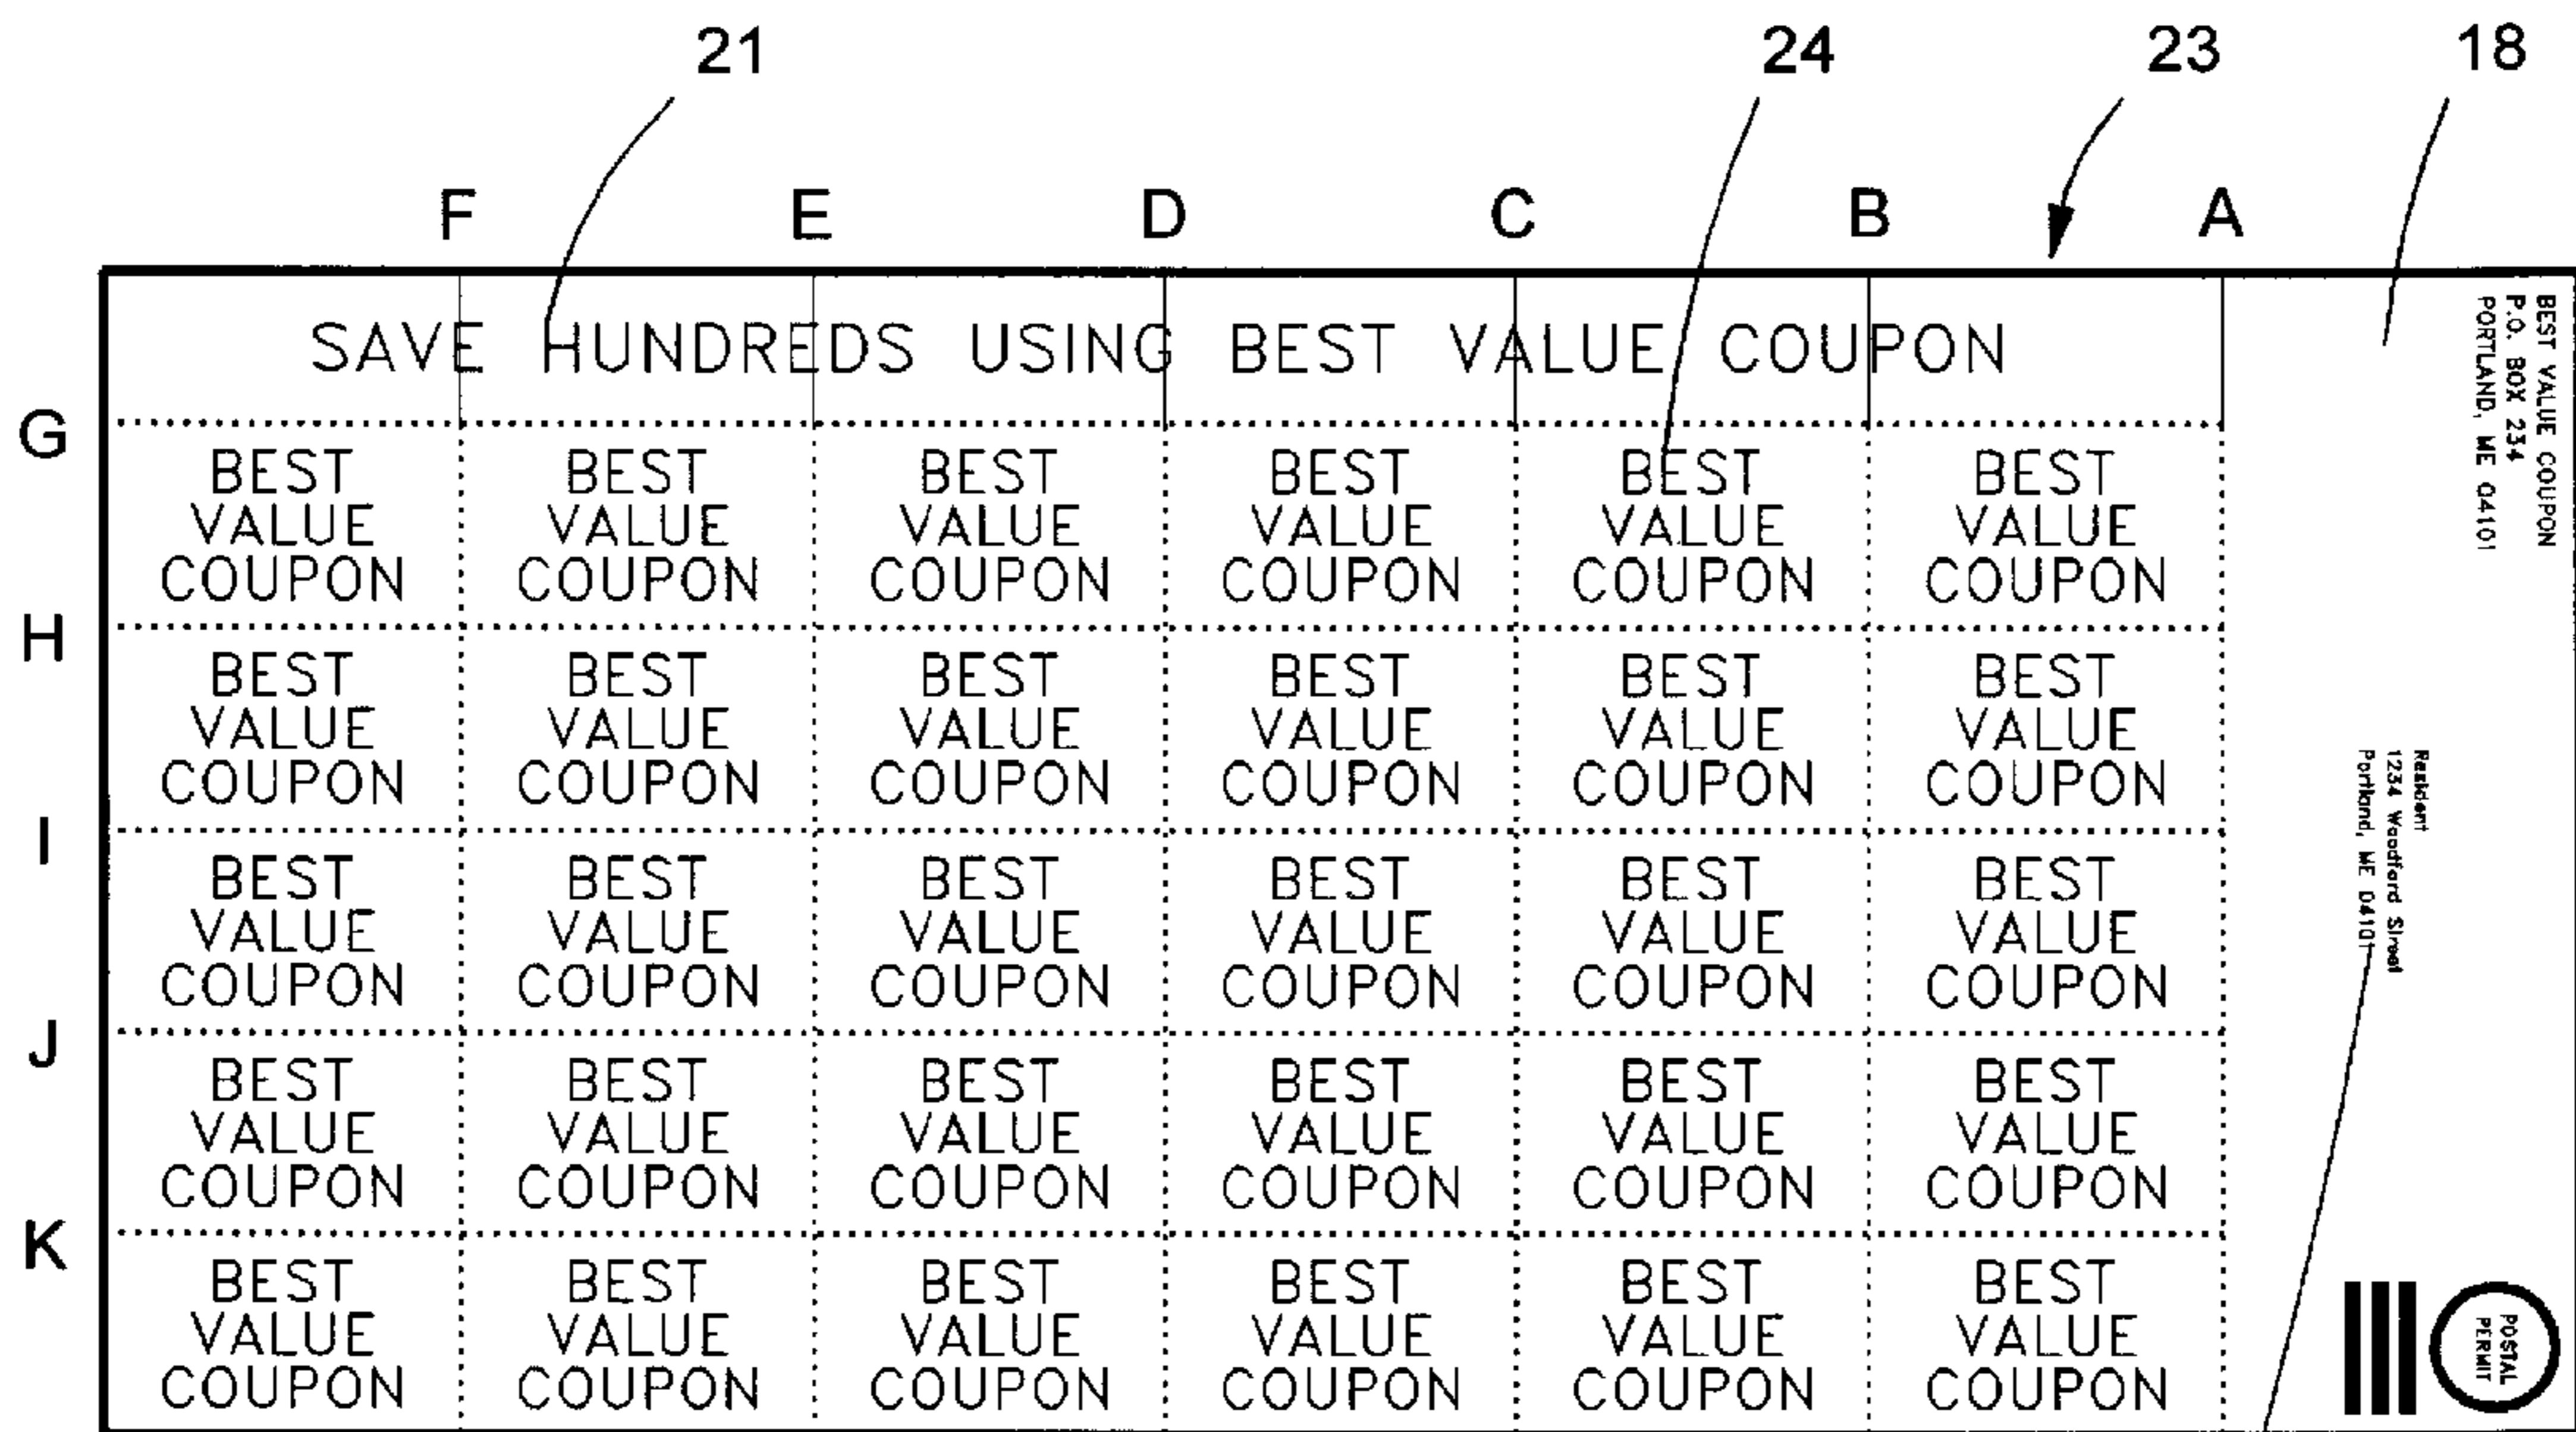 21 24 23 18
F E D C B A
SAVE HUNDREDS USING BEST VALUE COUPON
G
BEST BEST BEST BEST BEST BEST
VALUE VALUE VALUE VALUE VALUE VALUE
COUPON COUPON COUPON COUPON COUPON COUPON
H
BEST BEST BEST BEST BEST BEST
VALUE VALUE VALUE VALUE VALUE VALUE
COUPON COUPON COUPON COUPON COUPON COUPON
I
BEST BEST BEST BEST BEST BEST
VALUE VALUE VALUE VALUE VALUE VALUE
COUPON COUPON COUPON COUPON COUPON COUPON
J
BEST BEST BEST BEST BEST BEST
VALUE VALUE VALUE VALUE VALUE VALUE
COUPON COUPON COUPON COUPON COUPON COUPON
K
BEST BEST BEST BEST BEST BEST
VALUE VALUE VALUE VALUE VALUE VALUE
COUPON COUPON COUPON COUPON COUPON COUPON
BEST VALUE COUPON
P.O. BOX 234
PORTLAND, ME 04101
Resident
1234 Woodford Street
Portland, ME 04101
POSTAL
PERMIT